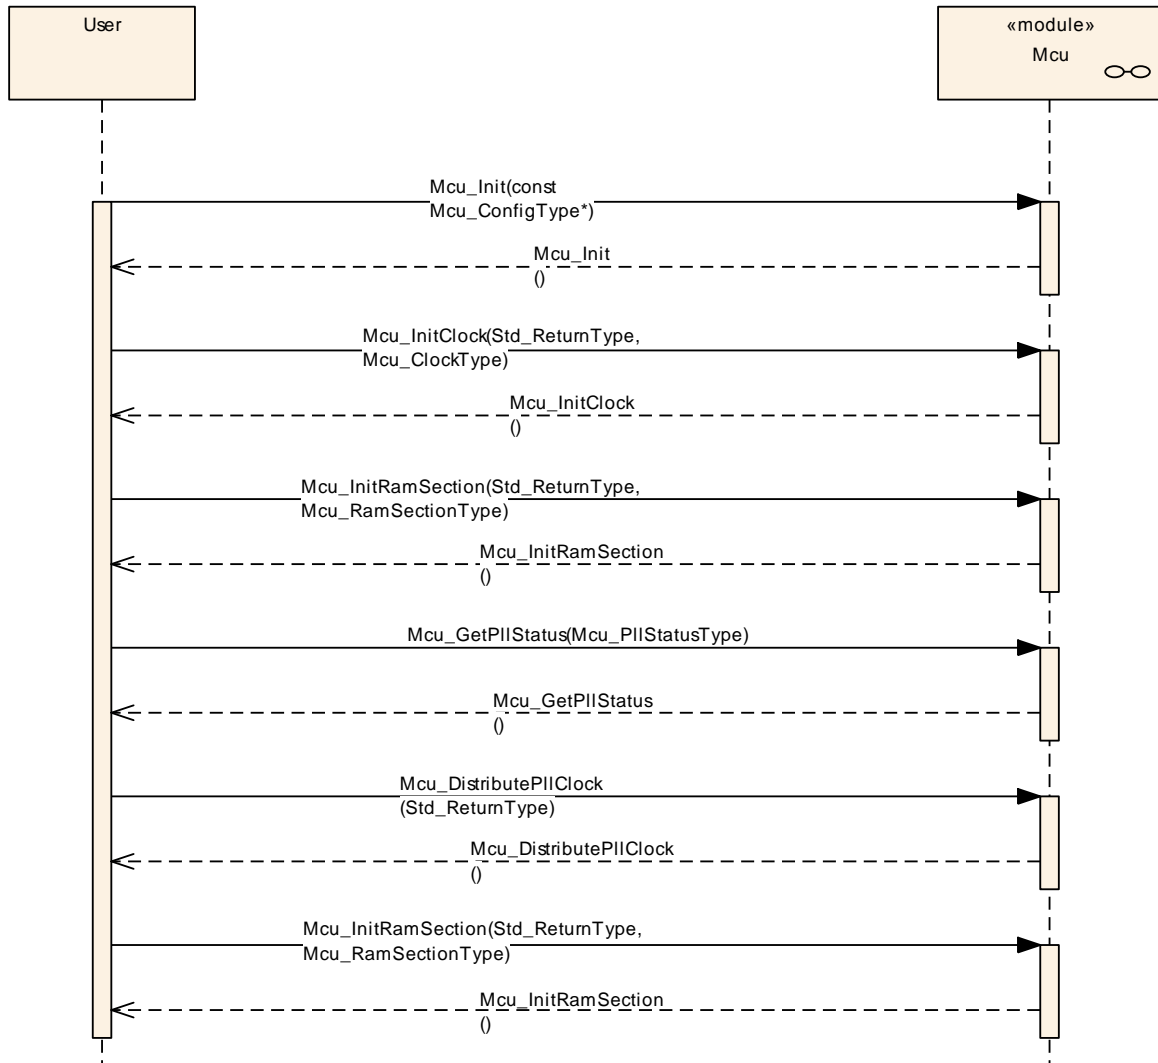 User
«module»
Mcu
Mcu_Init(const
Mcu_ConfigType*)
Mcu_Init
()
Mcu_InitClock(Std_ReturnType,
Mcu_ClockType)
Mcu_InitClock
()
Mcu_InitRamSection(Std_ReturnType,
Mcu_RamSectionType)
Mcu_InitRamSection
()
Mcu_GetPllStatus(Mcu_PllStatusType)
Mcu_GetPllStatus
()
Mcu_DistributePllClock
(Std_ReturnType)
Mcu_DistributePllClock
()
Mcu_InitRamSection(Std_ReturnType,
Mcu_RamSectionType)
Mcu_InitRamSection
()